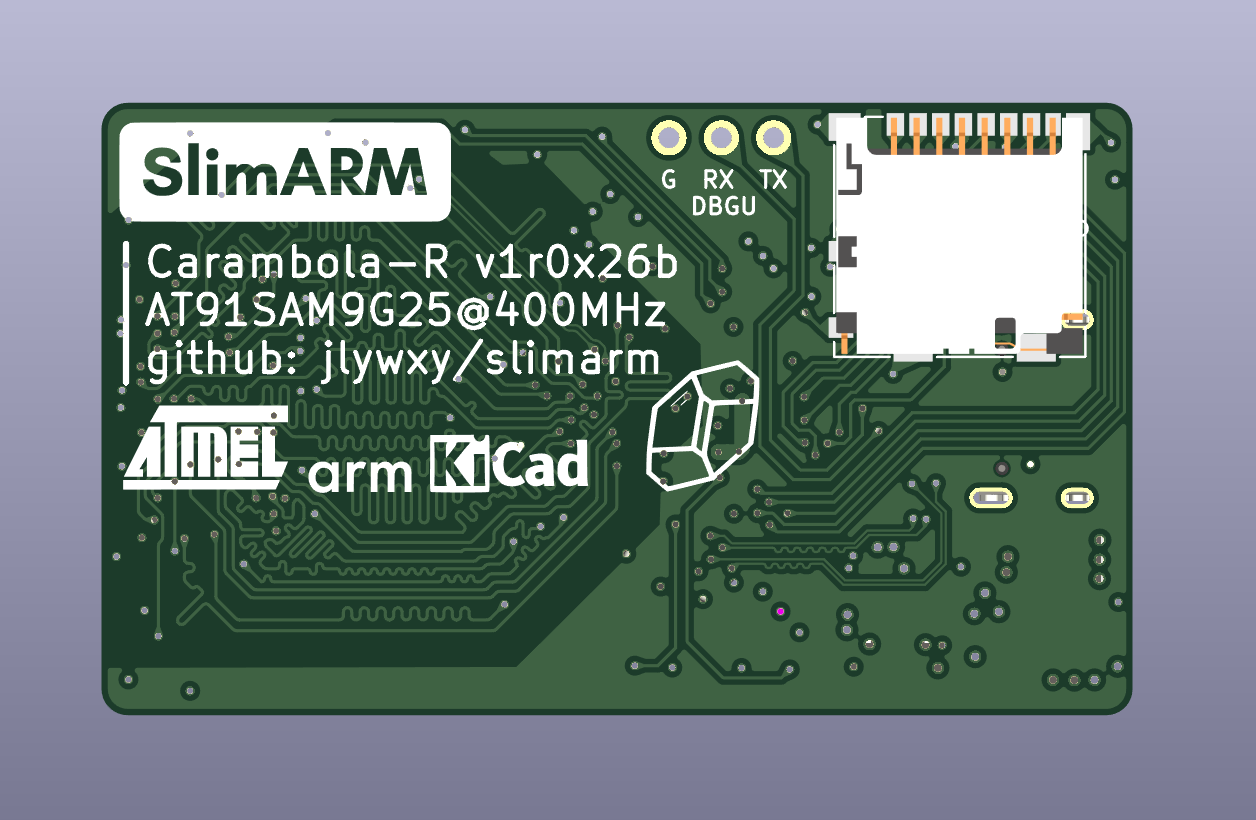 SlimARM
G RX TX
DBGU
Carambola-R v1r0x26b
AT91SAM9G25@400MHz
github: jlywxy/slimarm
ATMEL arm KiCad